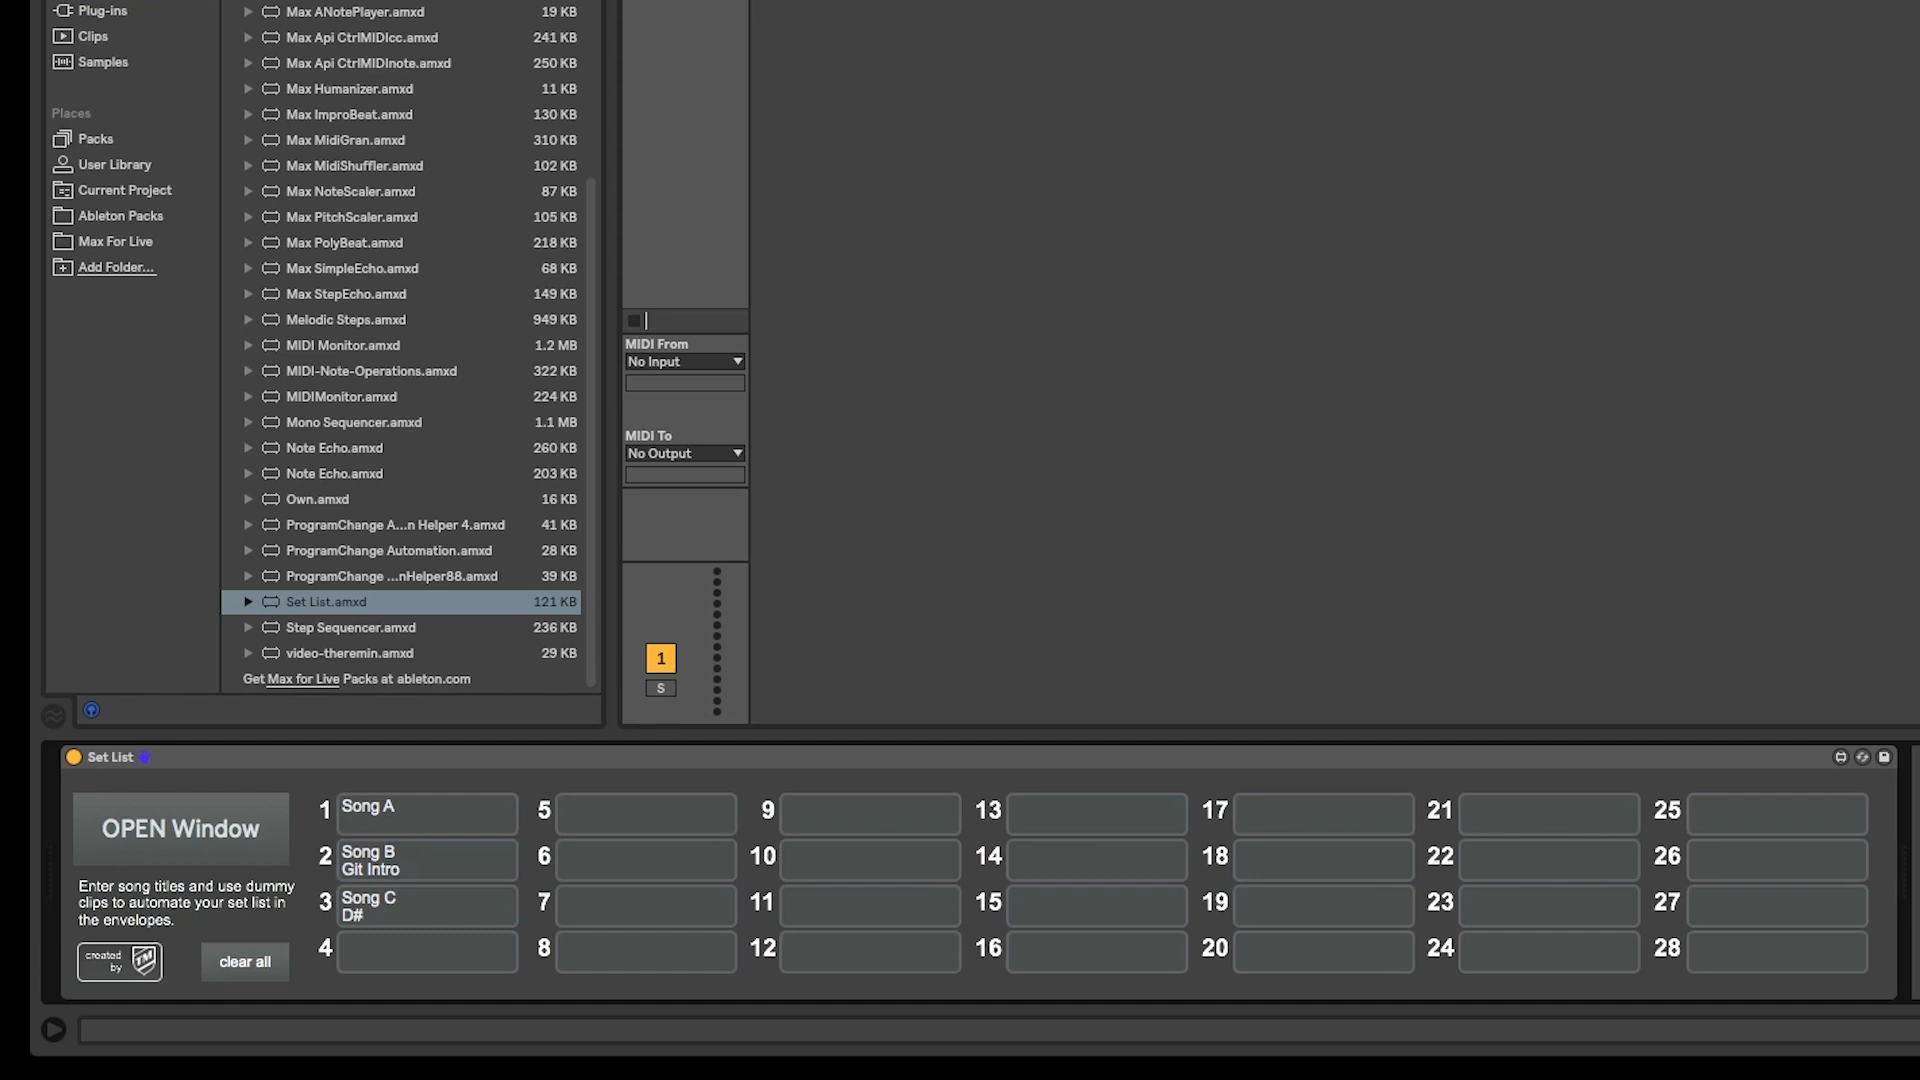 Plug-ins
Clips
Samples
Places
Packs
User Library
Current Project
Ableton Packs
Max For Live
Add Folder...
Max ANotePlayer.amxd 19 KB
Max Api CtrlMIDIcc.amxd 241 KB
Max Api CtrlMIDInote.amxd 250 KB
Max Humanizer.amxd 11 KB
Max ImproBeat.amxd 130 KB
Max MidiGran.amxd 310 KB
Max MidiShuffler.amxd 102 KB
Max NoteScaler.amxd 87 KB
Max PitchScaler.amxd 105 KB
Max PolyBeat.amxd 218 KB
Max SimpleEcho.amxd 68 KB
Max StepEcho.amxd 149 KB
Melodic Steps.amxd 949 KB
MIDI Monitor.amxd 1.2 MB
MIDI-Note-Operations.amxd 322 KB
MIDIMonitor.amxd 224 KB
Mono Sequencer.amxd 1.1 MB
Note Echo.amxd 260 KB
Note Echo.amxd 203 KB
Own.amxd 16 KB
ProgramChange A...n Helper 4.amxd 41 KB
ProgramChange Automation.amxd 28 KB
ProgramChange ...nHelper88.amxd 39 KB
Set List.amxd 121 KB
Step Sequencer.amxd 236 KB
video-theremin.amxd 29 KB
Get Max for Live Packs at ableton.com
MIDI From
No Input
MIDI To
No Output
1
S
Set List
OPEN Window
Enter song titles and use dummy
clips to automate your set list in
the envelopes.
created
by
TM
clear all
1 Song A
2 Song B
Git Intro
3 Song C
D#
4
5
6
7
8
9
10
11
12
13
14
15
16
17
18
19
20
21
22
23
24
25
26
27
28